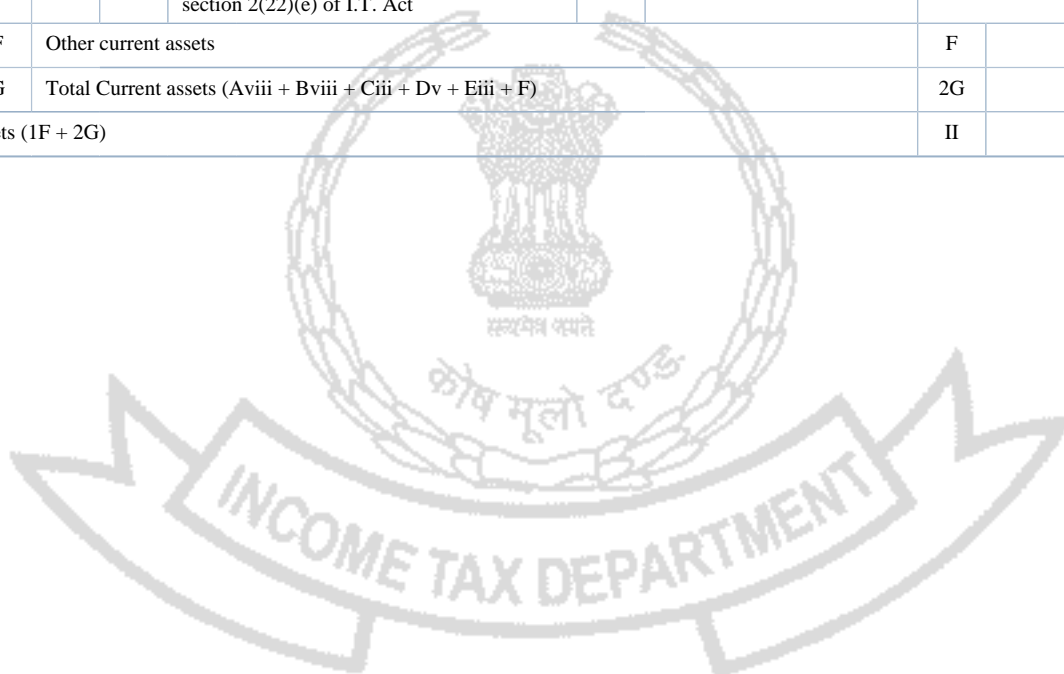 section 2(22)(e) of I.T. Act
F Other current assets F
G Total Current assets (Aviii + Bviii + Ciii + Dv + Eiii + F) 2G
ts (1F + 2G) II
सत्यमेव जयते
कोष मूलो दण्ड:
INCOME TAX DEPARTMENT